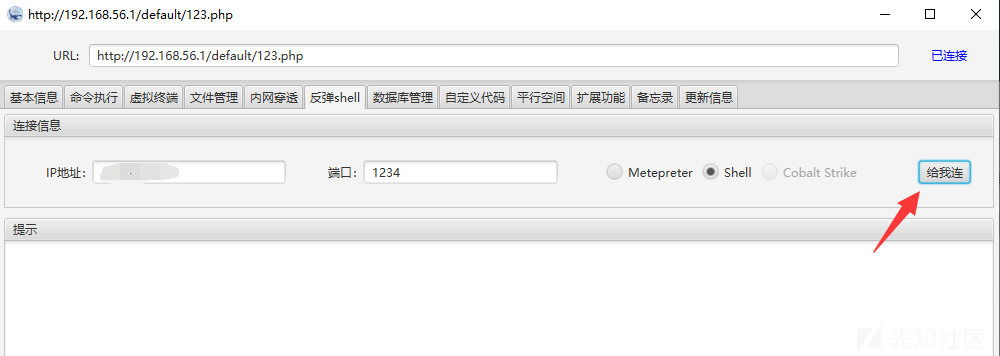 http://192.168.56.1/default/123.php
URL: http://192.168.56.1/default/123.php 已连接
基本信息 命令执行 虚拟终端 文件管理 内网穿透 反弹shell 数据库管理 自定义代码 平行空间 扩展功能 备忘录 更新信息
连接信息
IP地址: 端口: 1234 Metepreter Shell Cobalt Strike 给我连
提示
先知社区